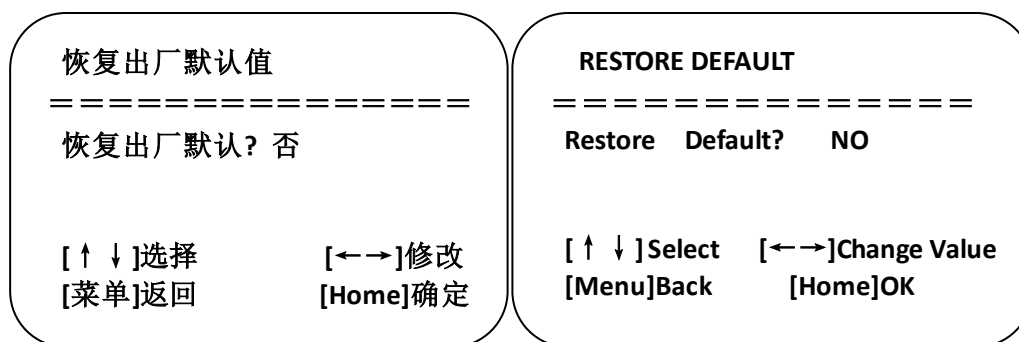 恢复出厂默认值
===============
恢复出厂默认? 否
[↑ ↓]选择 [←→]修改
[菜单]返回 [Home]确定
RESTORE DEFAULT
===============
Restore Default? NO
[↑ ↓]Select [←→]Change Value
[Menu]Back [Home]OK